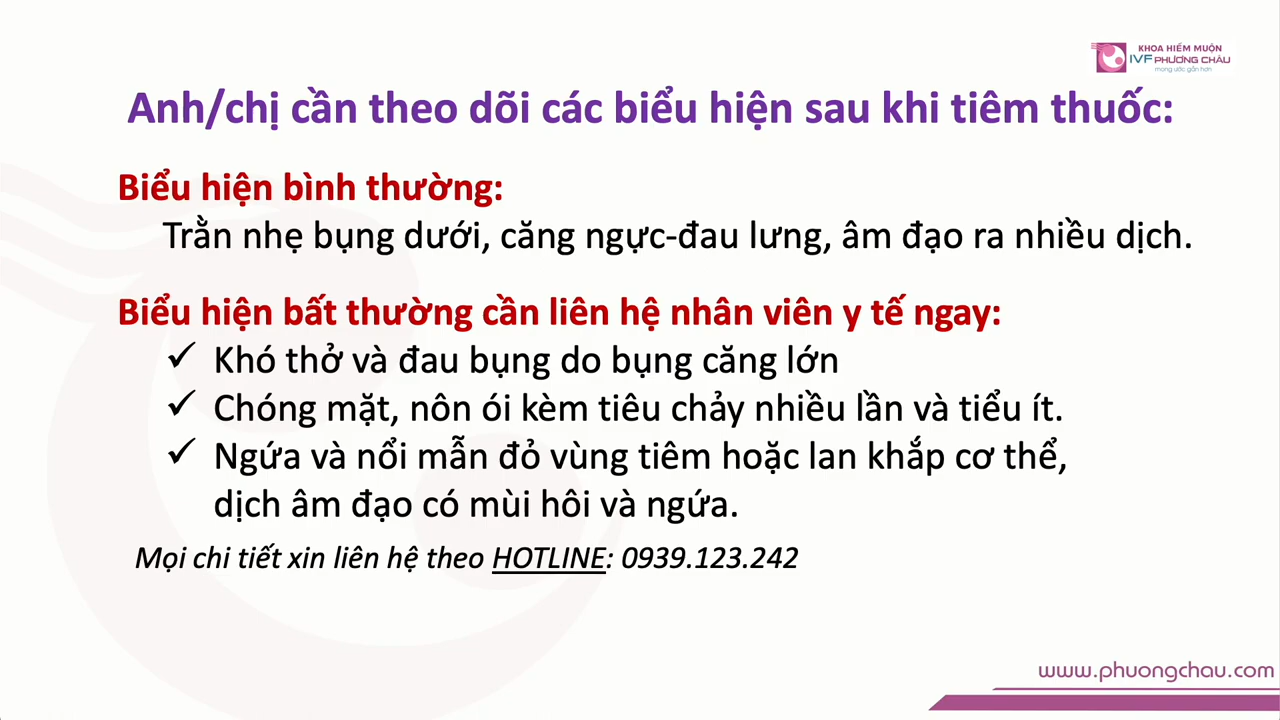 KHOA HIẾM MUỘN
IVF PHƯƠNG CHÂU
mong ước gần hơn
Anh/chị cần theo dõi các biểu hiện sau khi tiêm thuốc:
Biểu hiện bình thường:
Trằn nhẹ bụng dưới, căng ngực-đau lưng, âm đạo ra nhiều dịch.
Biểu hiện bất thường cần liên hệ nhân viên y tế ngay:
✓ Khó thở và đau bụng do bụng căng lớn
✓ Chóng mặt, nôn ói kèm tiêu chảy nhiều lần và tiểu ít.
✓ Ngứa và nổi mẫn đỏ vùng tiêm hoặc lan khắp cơ thể,
dịch âm đạo có mùi hôi và ngứa.
Mọi chi tiết xin liên hệ theo HOTLINE: 0939.123.242
www.phuongchau.com